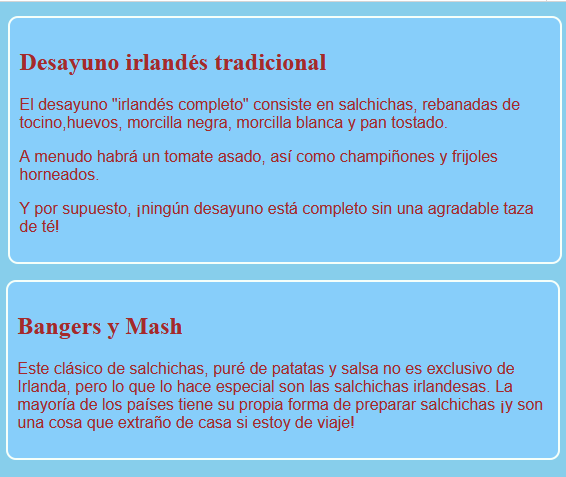 Desayuno irlandés tradicional
El desayuno "irlandés completo" consiste en salchichas, rebanadas de
tocino,huevos, morcilla negra, morcilla blanca y pan tostado.
A menudo habrá un tomate asado, así como champiñones y frijoles
horneados.
Y por supuesto, ¡ningún desayuno está completo sin una agradable taza
de té!
Bangers y Mash
Este clásico de salchichas, puré de patatas y salsa no es exclusivo de
Irlanda, pero lo que lo hace especial son las salchichas irlandesas. La
mayoría de los países tiene su propia forma de preparar salchichas ¡y son
una cosa que extraño de casa si estoy de viaje!